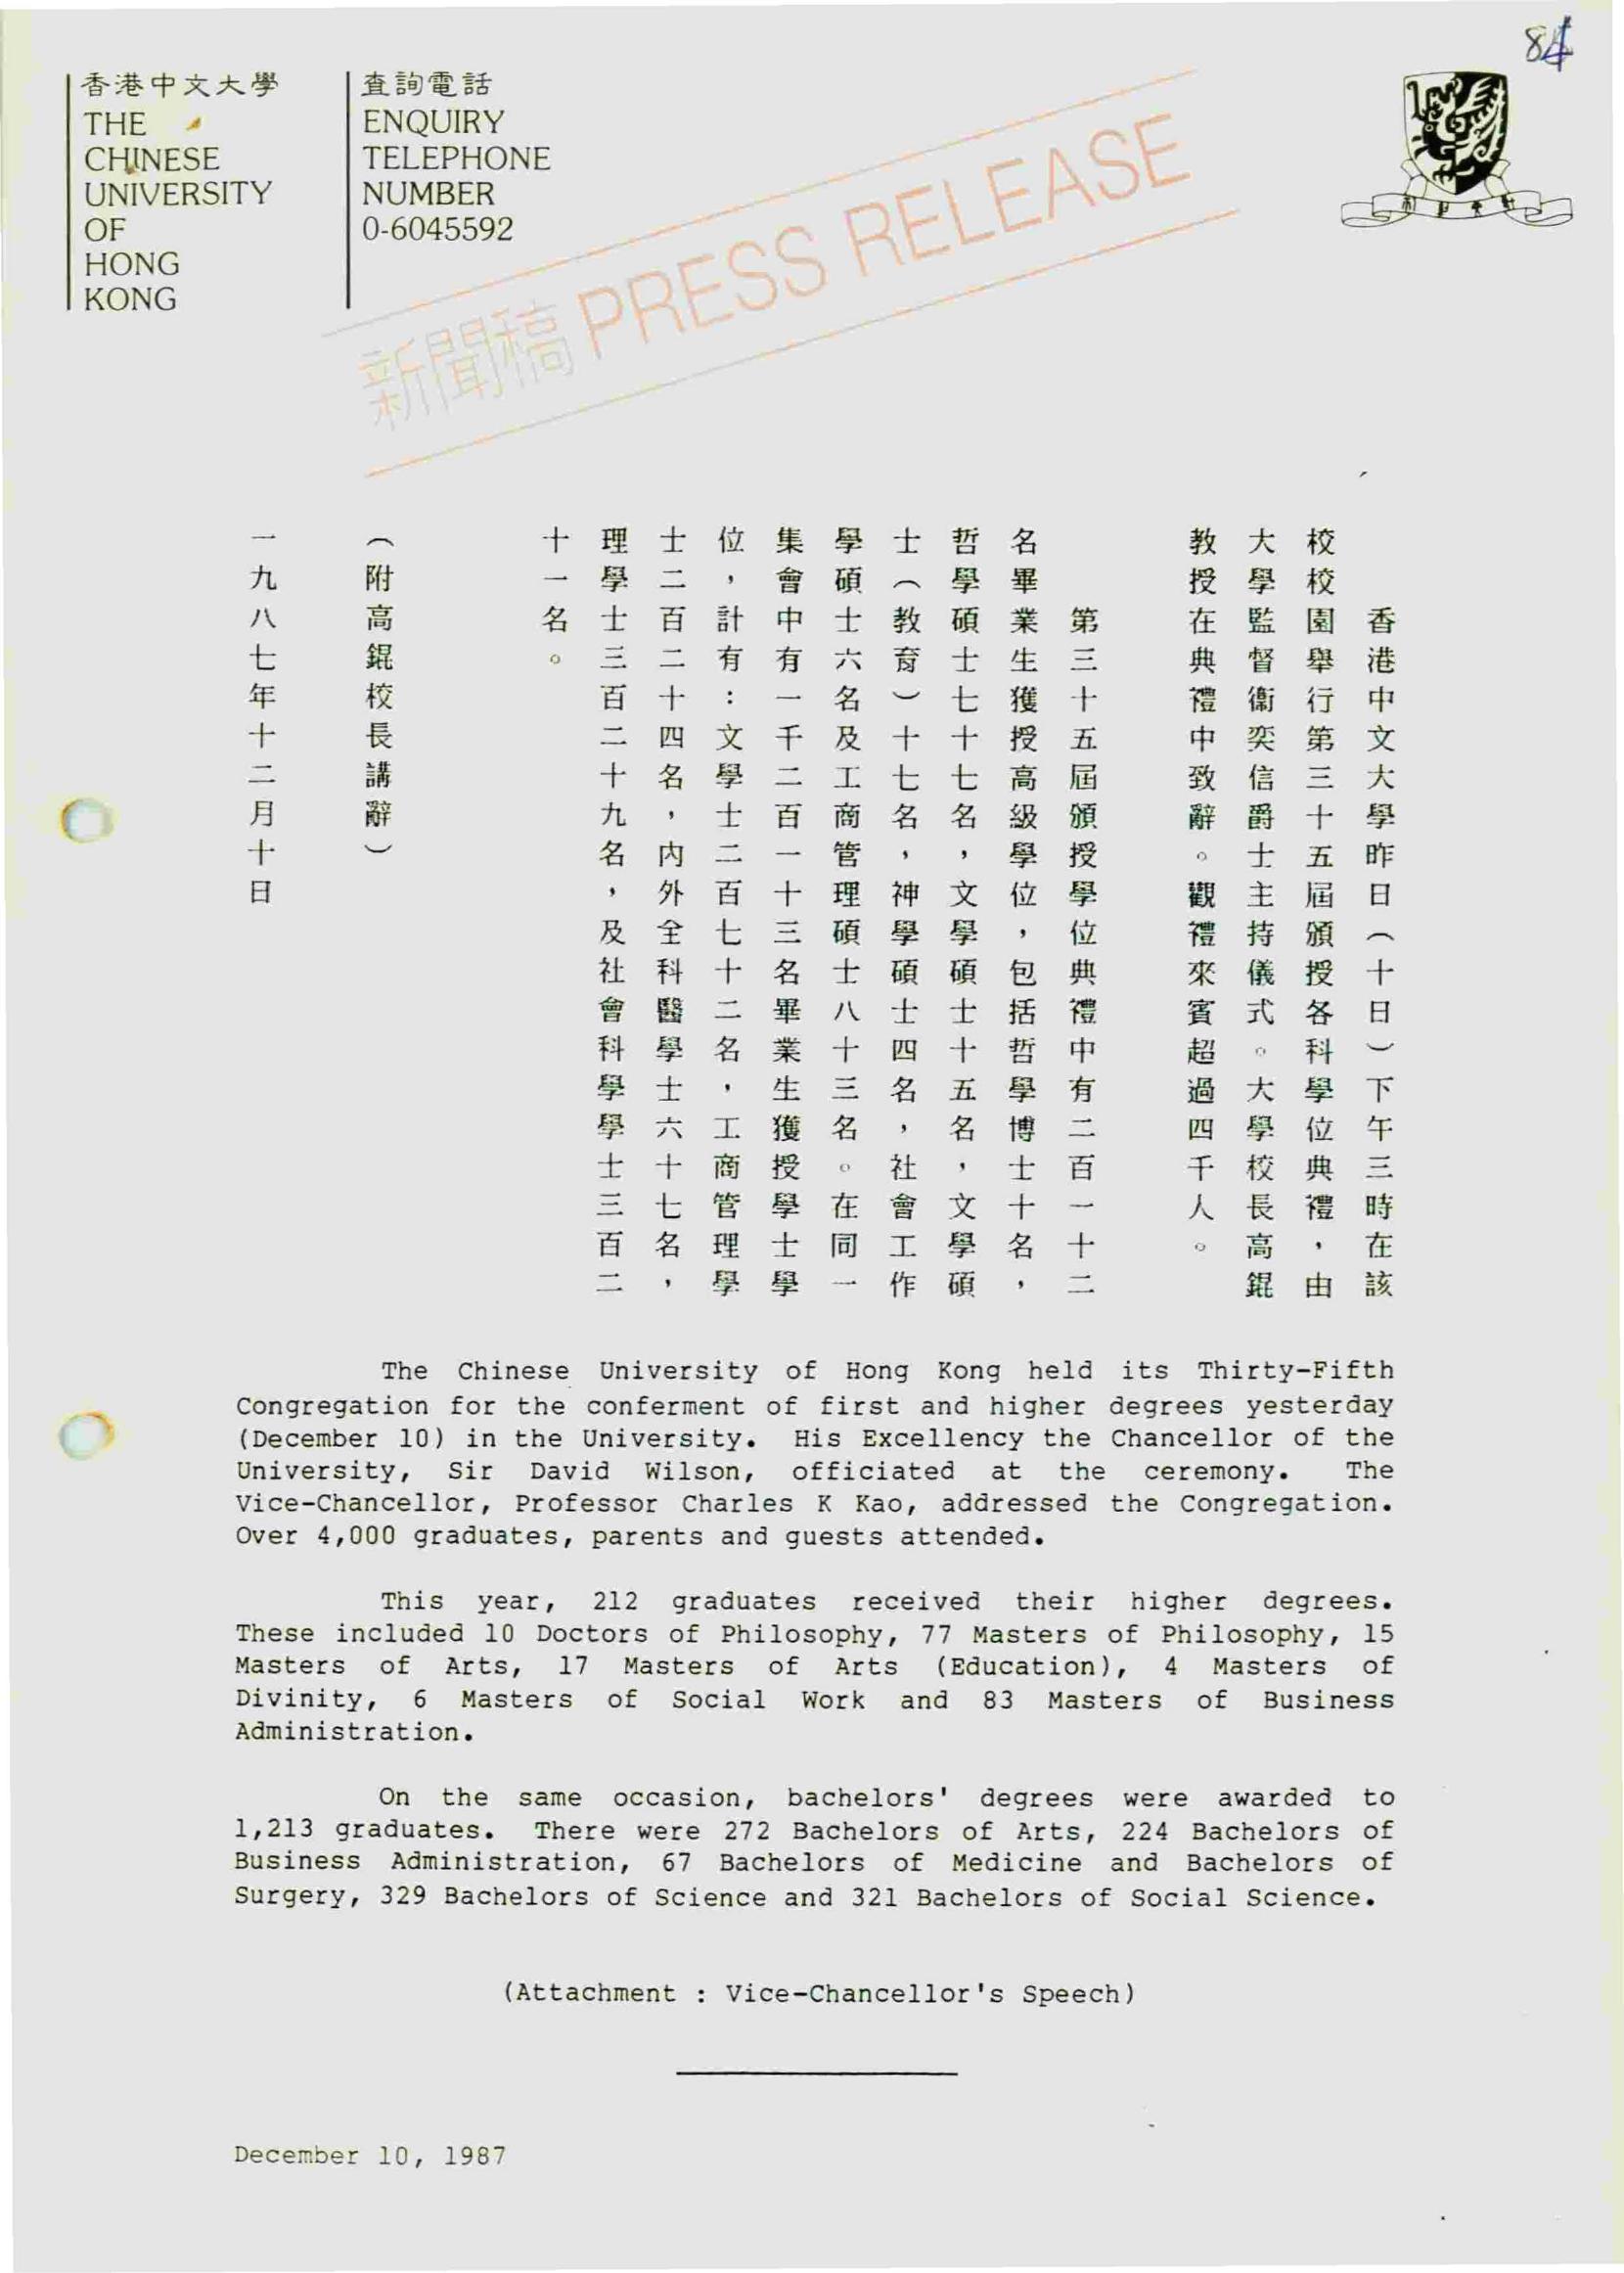 84
香港中文大學
THE
CHINESE
UNIVERSITY
OF
HONG
KONG
查詢電話
ENQUIRY
TELEPHONE
NUMBER
0-6045592
新聞稿 PRESS RELEASE
香港中文大學昨日(十日)下午三時在該
校校園舉行第三十五屆頒授各科學位典禮,由
大學監督衞奕信爵士主持儀式。大學校長高錕
教授在典禮中致辭。觀禮來賓超過四千人。
第三十五屆頒授學位典禮中有二百一十二
名畢業生獲授高級學位,包括哲學博士十名,
哲學碩士七十七名,文學碩士十五名,文學碩
士(教育)十七名,神學碩士四名,社會工作
學碩士六名及工商管理碩士八十三名。在同一
集會中有一千二百一十三名畢業生獲授學士學
位,計有:文學士二百七十二名,工商管理學
士二百二十四名,內外全科醫學士六十七名,
理學士三百二十九名,及社會科學學士三百二
十一名。
(附高錕校長講辭)
一九八七年十二月十日
The Chinese University of Hong Kong held its Thirty-Fifth
Congregation for the conferment of first and higher degrees yesterday
(December 10) in the University. His Excellency the Chancellor of the
University, Sir David Wilson, officiated at the ceremony. The
Vice-Chancellor, Professor Charles K Kao, addressed the Congregation.
Over 4,000 graduates, parents and guests attended.
This year, 212 graduates received their higher degrees.
These included 10 Doctors of Philosophy, 77 Masters of Philosophy, 15
Masters of Arts, 17 Masters of Arts (Education), 4 Masters of
Divinity, 6 Masters of Social Work and 83 Masters of Business
Administration.
On the same occasion, bachelors' degrees were awarded to
1,213 graduates. There were 272 Bachelors of Arts, 224 Bachelors of
Business Administration, 67 Bachelors of Medicine and Bachelors of
Surgery, 329 Bachelors of Science and 321 Bachelors of Social Science.
(Attachment : Vice-Chancellor's Speech)
December 10, 1987